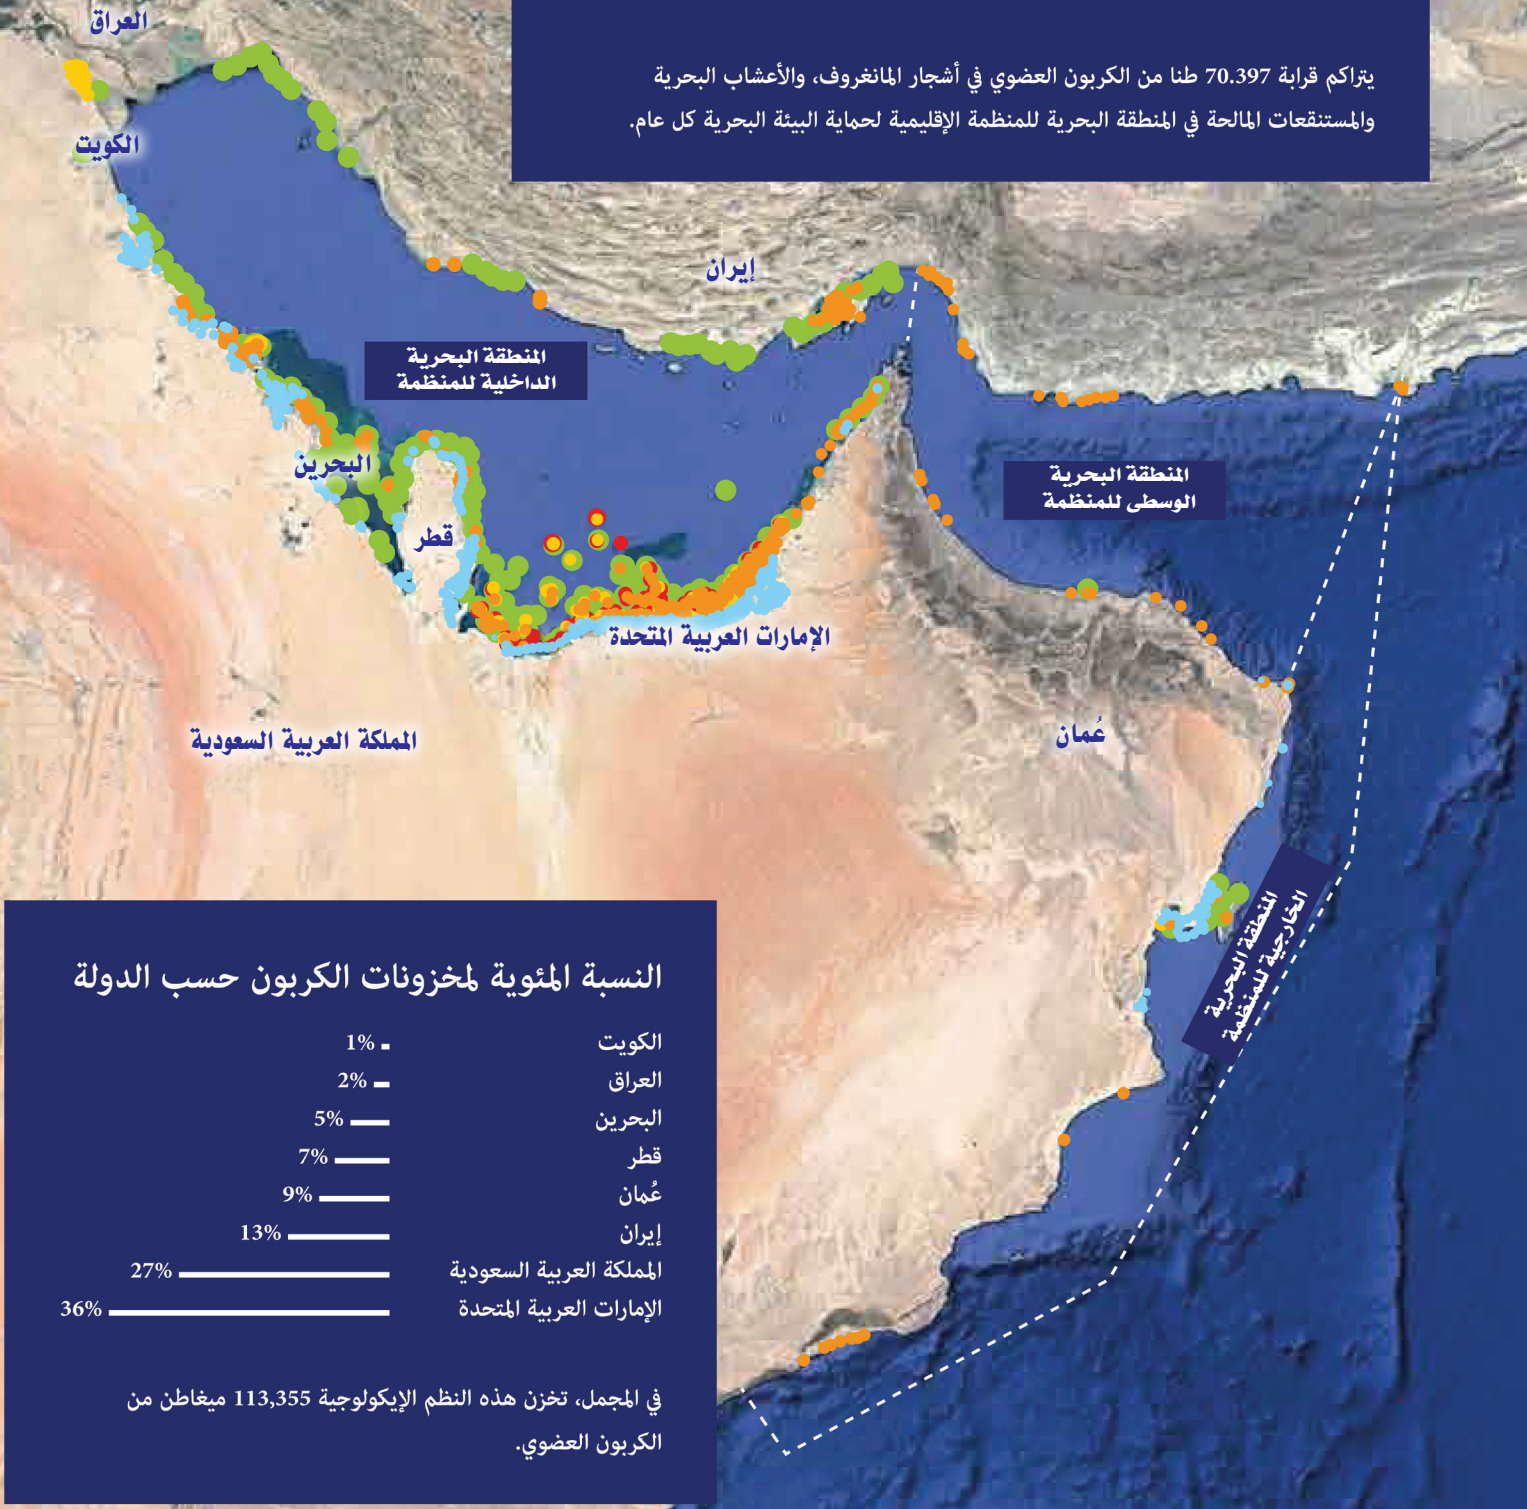 يتراكم قرابة 70.397 طنا من الكربون العضوي في أشجار المانغروف، والأعشاب البحرية
والمستنقعات المالحة في المنطقة البحرية للمنظمة الإقليمية لحماية البيئة البحرية كل عام.
العراق
الكويت
إيران
المنطقة البحرية
الداخلية للمنظمة
البحرين
قطر
المنطقة البحرية
الوسطى للمنظمة
الإمارات العربية المتحدة
المملكة العربية السعودية
عُمان
المنطقة البحرية
الخارجية للمنظمة
النسبة المئوية لمخزونات الكربون حسب الدولة
الكويت 1%
العراق 2%
البحرين 5%
قطر 7%
عُمان 9%
إيران 13%
المملكة العربية السعودية 27%
الإمارات العربية المتحدة 36%
في المجمل، تخزن هذه النظم الإيكولوجية 113,355 ميغاطن من
الكربون العضوي.